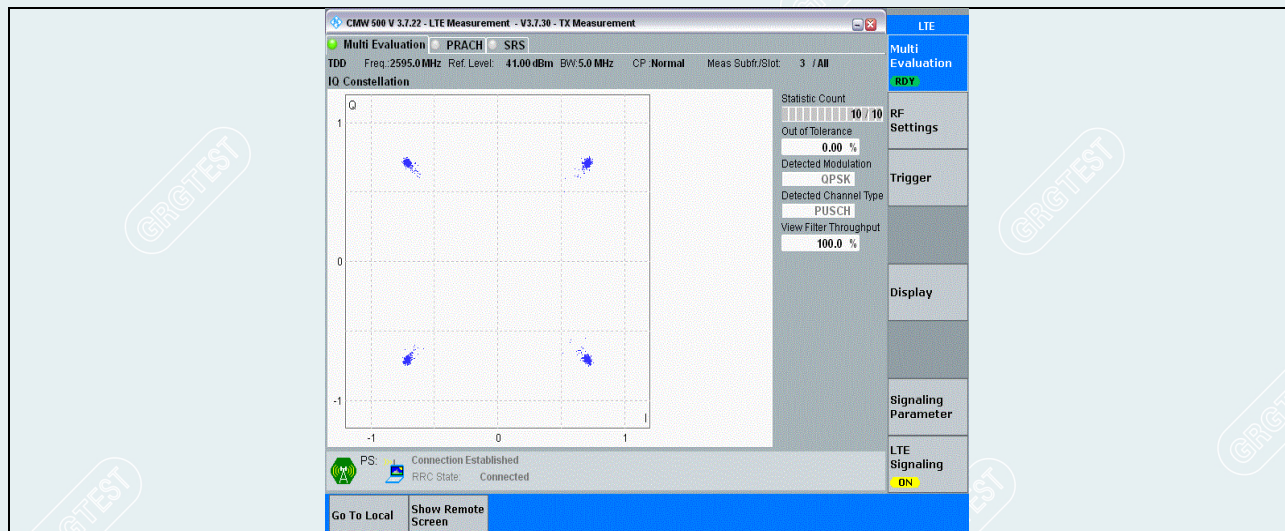 CMW 500 V 3.7.22 - LTE Measurement - V3.7.30 - TX Measurement
LTE
Multi Evaluation PRACH SRS
Multi
Evaluation
RDY
TDD Freq.:2595.0 MHz Ref. Level: 41.00 dBm BW:5.0 MHz CP :Normal Meas Subfr./Slot: 3 / All
IQ Constellation
Q
1
0
-1
I
-1 0 1
Statistic Count
10 / 10
Out of Tolerance
0.00 %
Detected Modulation
QPSK
Detected Channel Type
PUSCH
View Filter Throughput
100.0 %
RF
Settings
Trigger
Display
Signaling
Parameter
LTE
Signaling
ON
PS: Connection Established
RRC State: Connected
Go To Local
Show Remote
Screen
GRGTEST
GRGTEST
GRGTEST